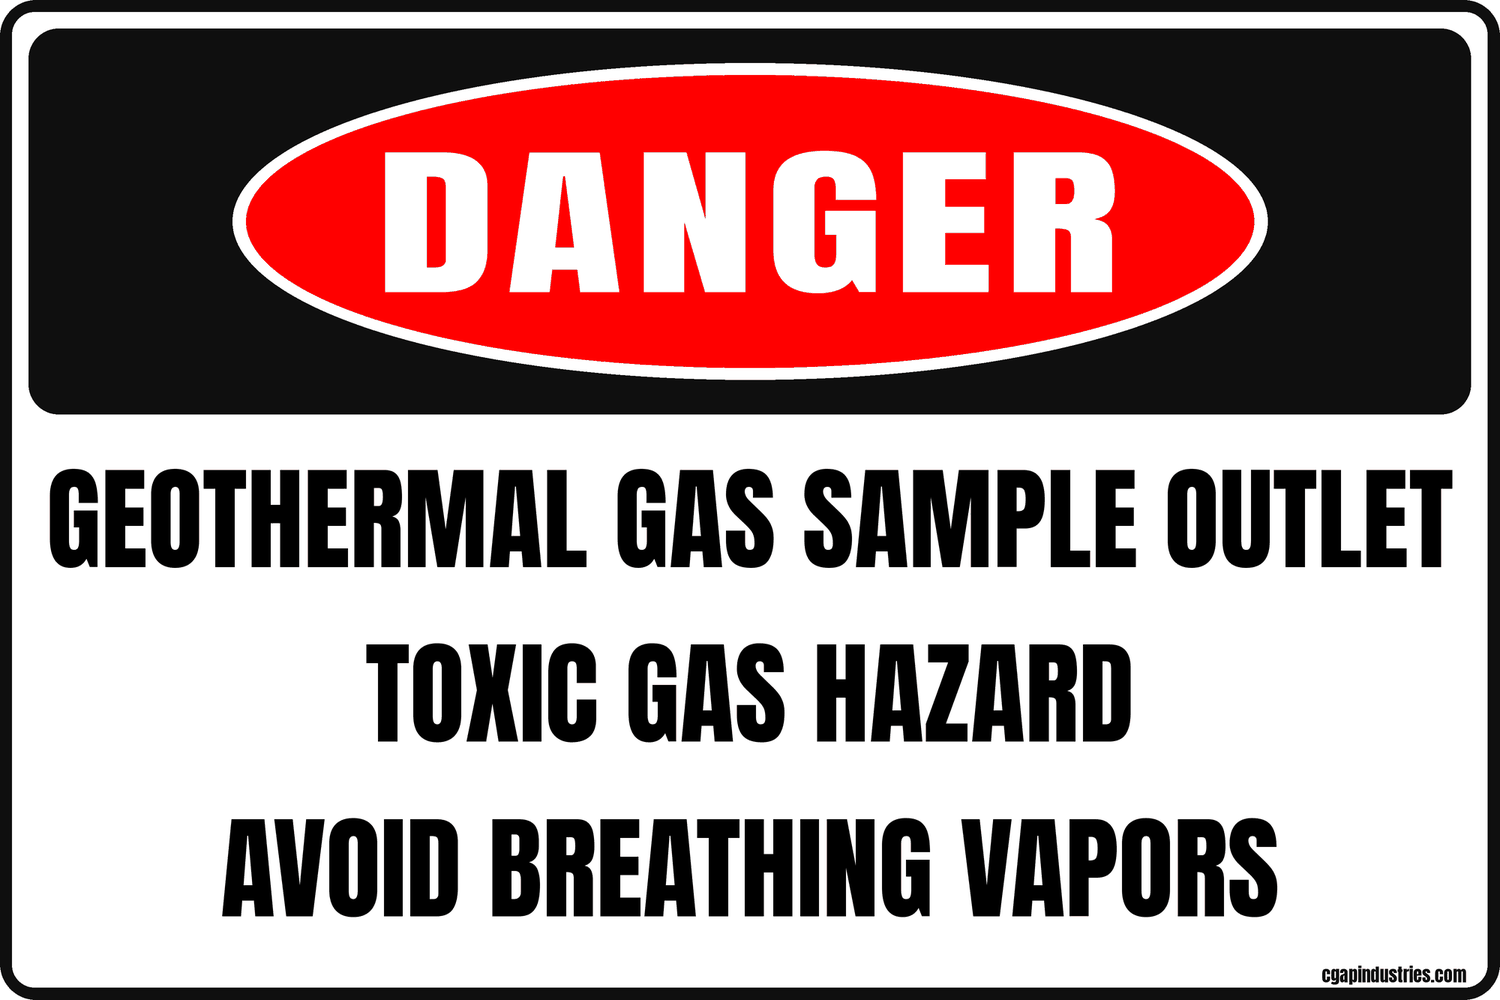 DANGER
GEOTHERMAL GAS SAMPLE OUTLET
TOXIC GAS HAZARD
AVOID BREATHING VAPORS
cgapindustries.com